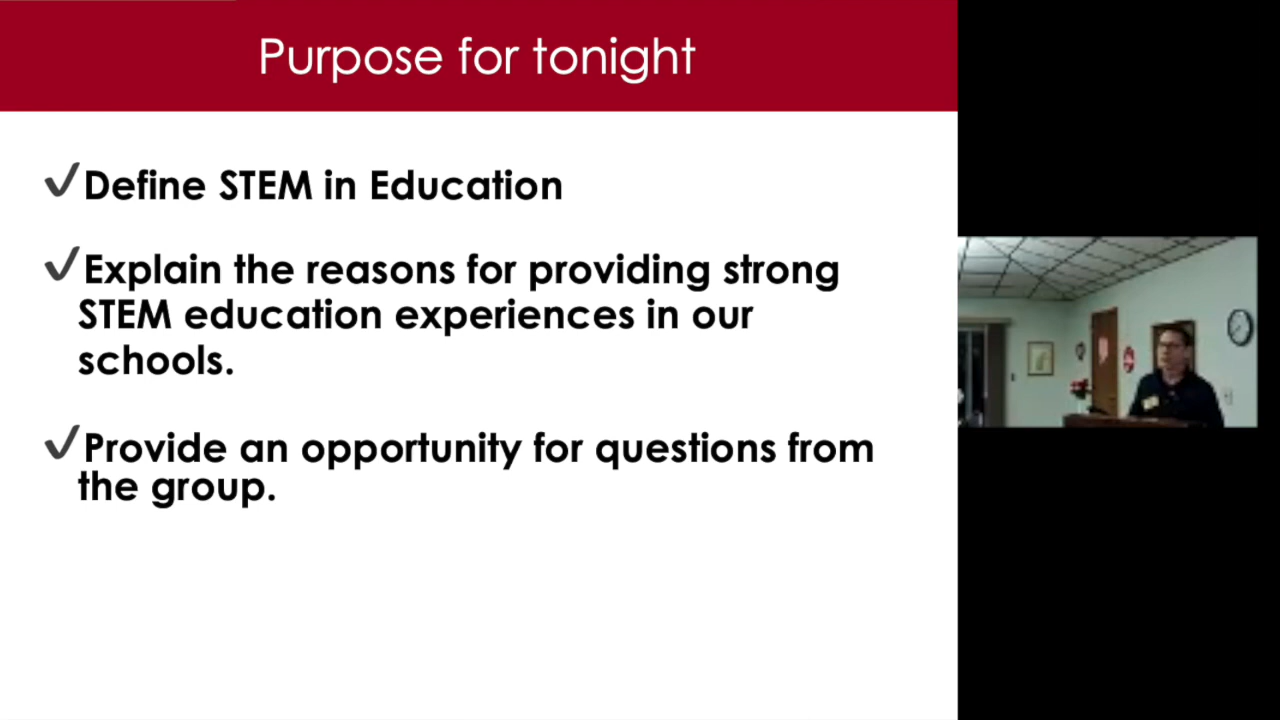 Purpose for tonight
✓Define STEM in Education
✓Explain the reasons for providing strong
STEM education experiences in our
schools.
✓Provide an opportunity for questions from
the group.